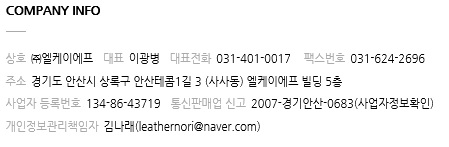 COMPANY INFO
상호 ㈜엘케이에프 대표 이광병 대표전화 031-401-0017 팩스번호 031-624-2696
주소 경기도 안산시 상록구 안산테콤1길 3 (사사동) 엘케이에프 빌딩 5층
사업자 등록번호 134-86-43719 통신판매업 신고 2007-경기안산-0683(사업자정보확인)
개인정보관리책임자 김나래(leathernori@naver.com)